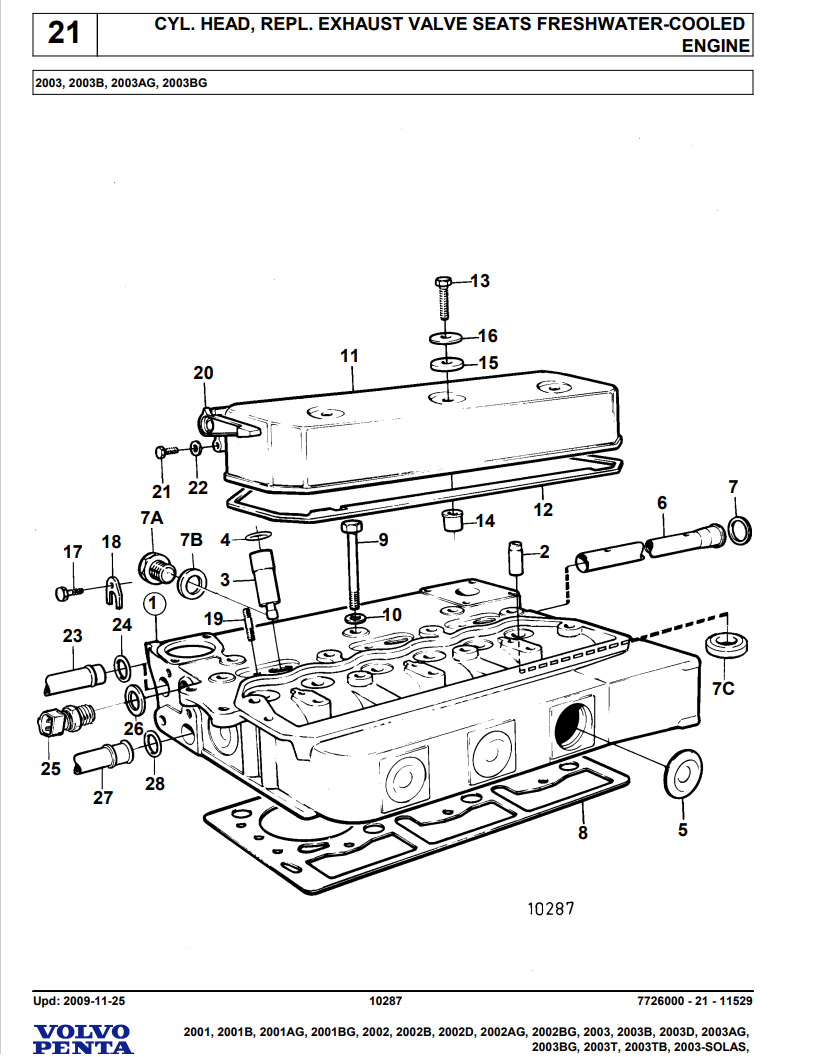 21
CYL. HEAD, REPL. EXHAUST VALVE SEATS FRESHWATER-COOLED
ENGINE
2003, 2003B, 2003AG, 2003BG
13
16
15
11
20
21
22
12
14
7
6
7A
7B
4
9
2
17
18
3
1
19
10
23
24
7C
26
25
27
28
8
5
10287
Upd: 2009-11-25 10287 7726000 - 21 - 11529
VOLVO
PENTA
2001, 2001B, 2001AG, 2001BG, 2002, 2002B, 2002D, 2002AG, 2002BG, 2003, 2003B, 2003D, 2003AG,
2003BG, 2003T, 2003TB, 2003-SOLAS,